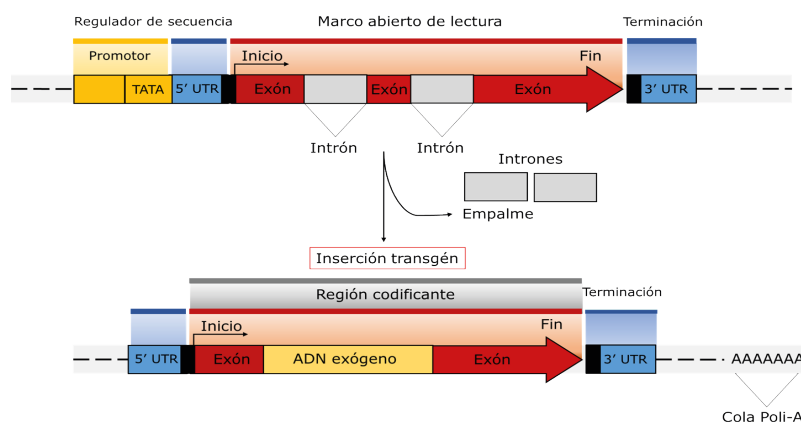 Regulador de secuencia
Marco abierto de lectura
Terminación
Promotor
Inicio
Fin
TATA
5’ UTR
Exón
Exón
Exón
3’ UTR
Intrón
Intrón
Intrones
Empalme
Inserción transgén
Región codificante
Terminación
Inicio
Fin
5’ UTR
Exón
ADN exógeno
Exón
3’ UTR
AAAAAAA
Cola Poli-A